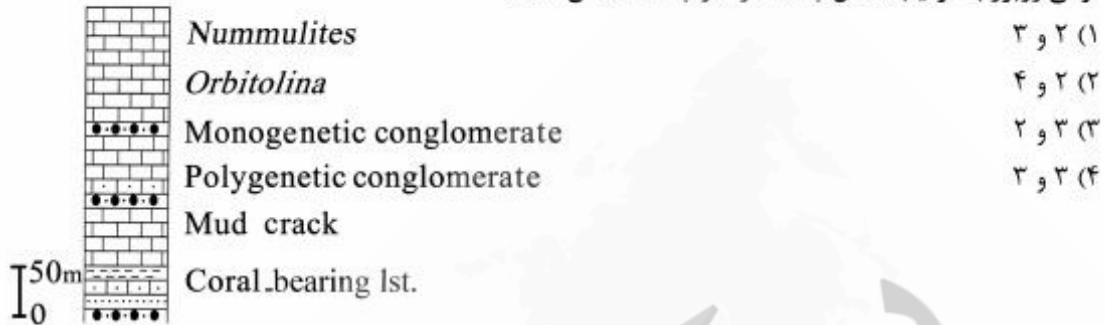 Nummulites
۱) ۲ و ۳
Orbitolina
۲) ۲ و ۴
Monogenetic conglomerate
۳) ۳ و ۲
Polygenetic conglomerate
۴) ۳ و ۳
Mud crack
50m
Coral-bearing lst.
0